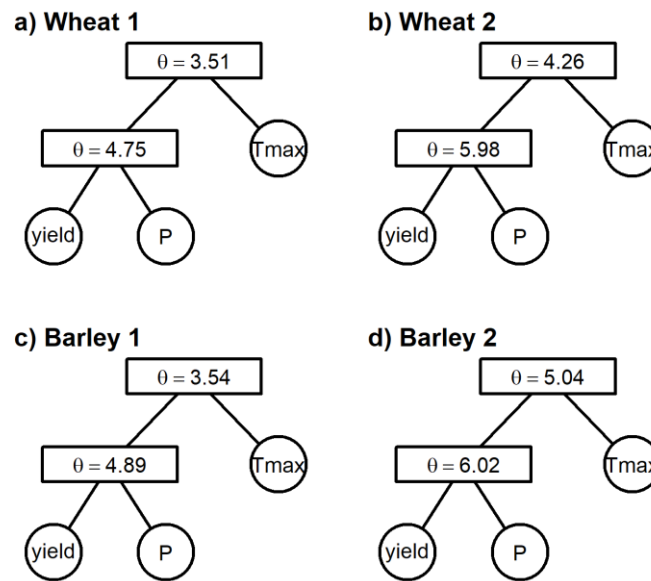 a) Wheat 1
θ = 3.51
θ = 4.75
Tmax
yield
P
b) Wheat 2
θ = 4.26
θ = 5.98
Tmax
yield
P
c) Barley 1
θ = 3.54
θ = 4.89
Tmax
yield
P
d) Barley 2
θ = 5.04
θ = 6.02
Tmax
yield
P